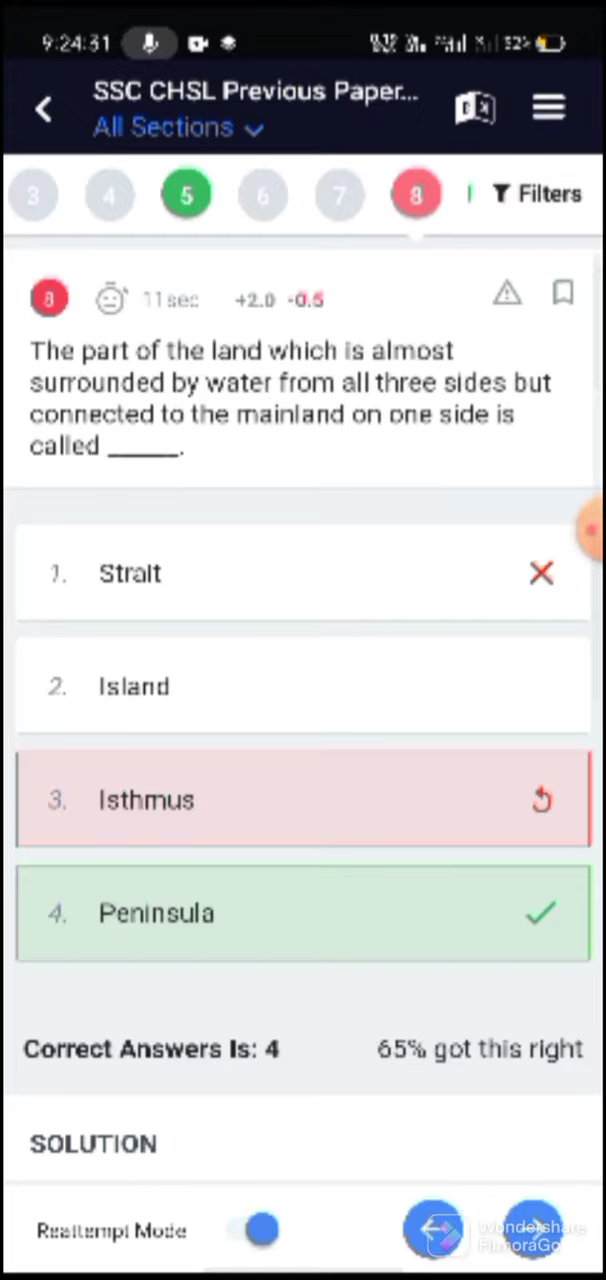 9:24:31
52%
SSC CHSL Previous Paper...
All Sections
3 4 5 6 7 8 Filters
8 11 sec +2.0 -0.5
The part of the land which is almost
surrounded by water from all three sides but
connected to the mainland on one side is
called ______.
1. Strait
2. Island
3. Isthmus
4. Peninsula
Correct Answers Is: 4 65% got this right
SOLUTION
Reattempt Mode
Wondershare
FilmoraGo